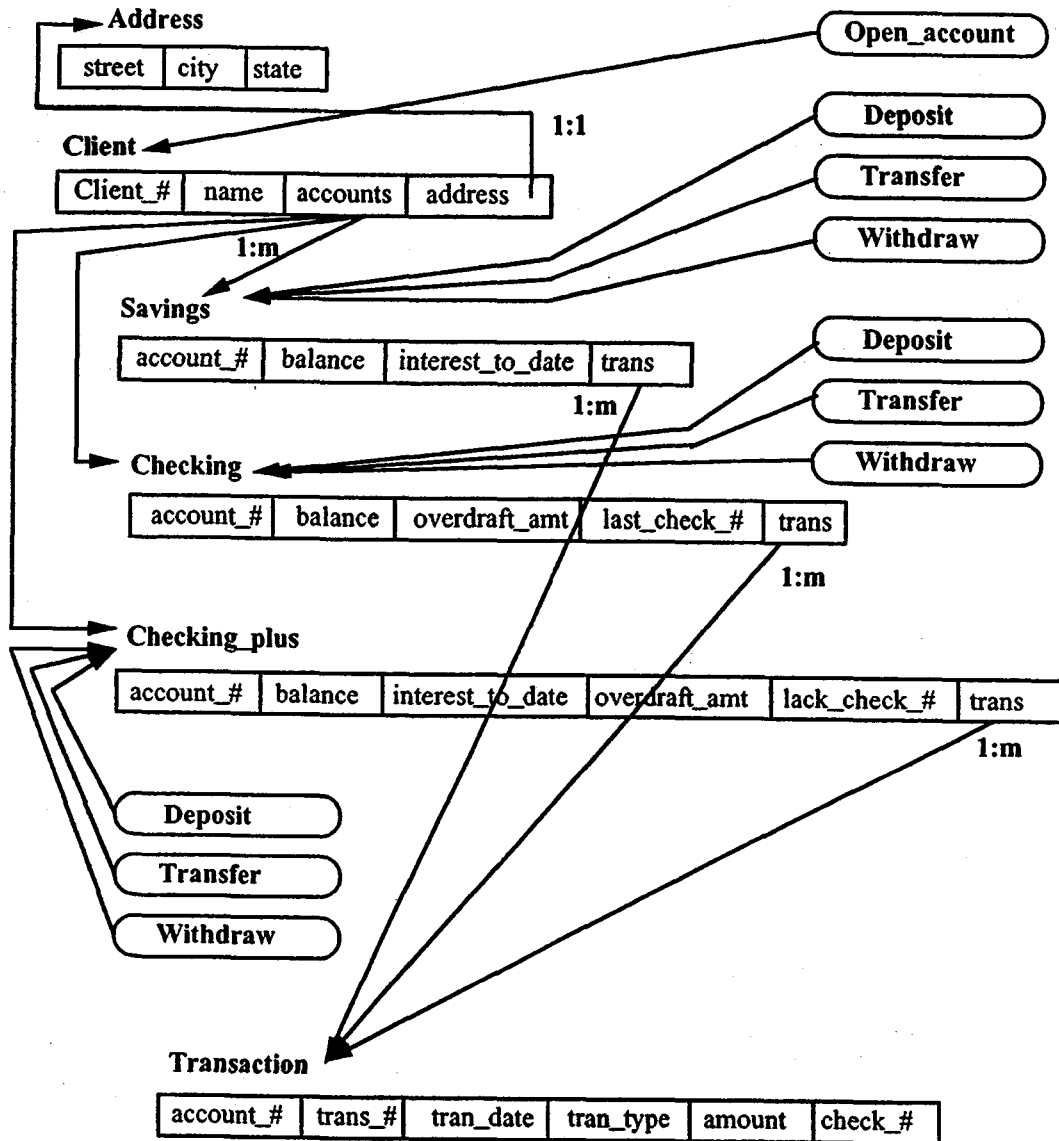 Address
Open_account
street city state
1:1
Deposit
Client
Transfer
Client_# name accounts address
Withdraw
1:m
Savings
Deposit
account_# balance interest_to_date trans
1:m
Transfer
Checking
Withdraw
account_# balance overdraft_amt last_check_# trans
1:m
Checking_plus
account_# balance interest_to_date overdraft_amt lack_check_# trans
1:m
Deposit
Transfer
Withdraw
Transaction
account_# trans_# tran_date tran_type amount check_#